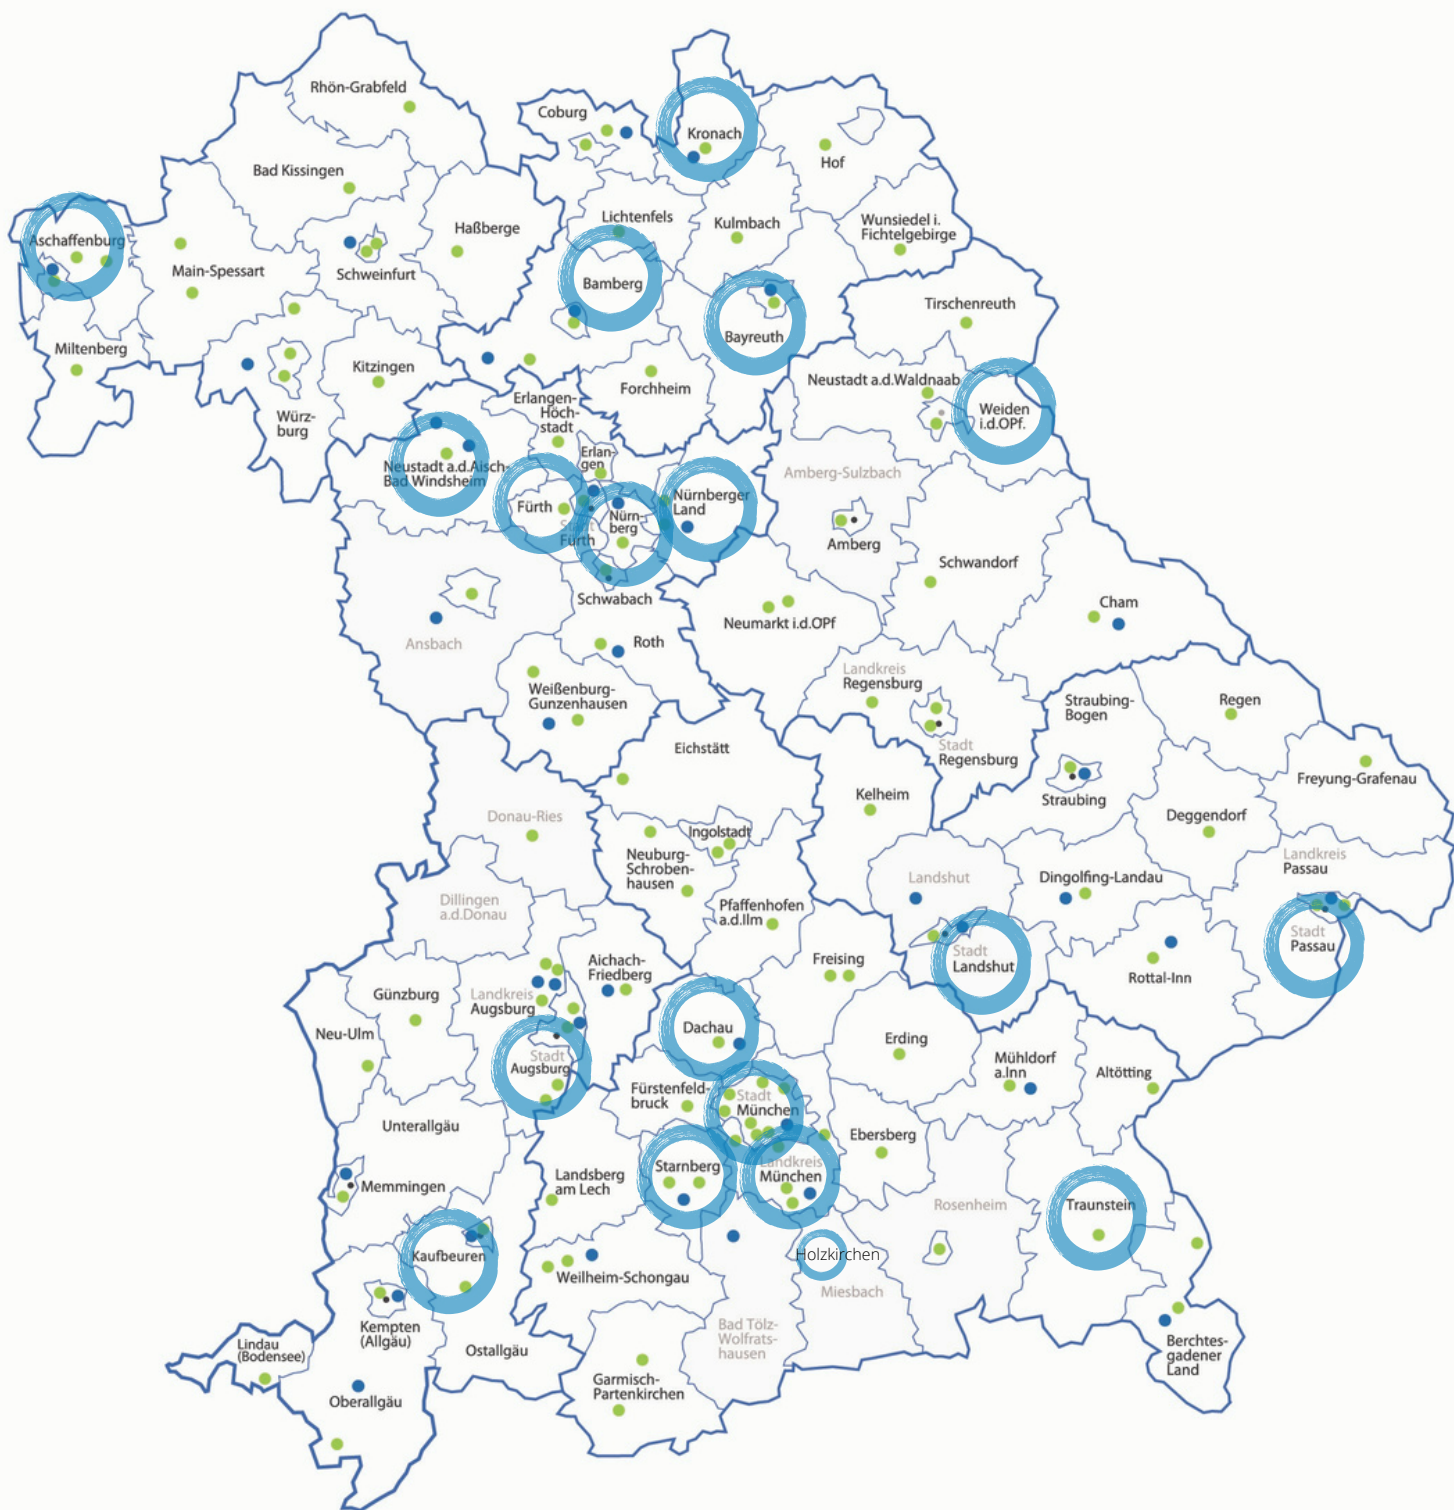 Rhön-Grabfeld
Coburg
Kronach
Hof
Bad Kissingen
Lichtenfels
Kulmbach
Wunsiedel i.
Fichtelgebirge
Haßberge
Aschaffenburg
Main-Spessart
Schweinfurt
Bamberg
Tirschenreuth
Bayreuth
Miltenberg
Kitzingen
Forchheim
Neustadt a.d.Waldnaab
Würz-
burg
Erlangen-
Höch-
stadt
Weiden
i.d.OPf.
Erlan-
gen
Neustadt a.d.Aisch-
Bad Windsheim
Amberg-Sulzbach
Fürth
Nürn-
berg
Nürnberger
Land
Stadt
Fürth
Amberg
Schwandorf
Schwabach
Neumarkt i.d.OPf
Cham
Ansbach
Roth
Landkreis
Regensburg
Weißenburg-
Gunzenhausen
Straubing-
Bogen
Regen
Eichstätt
Stadt
Regensburg
Freyung-Grafenau
Kelheim
Straubing
Donau-Ries
Deggendorf
Ingolstadt
Neuburg-
Schroben-
hausen
Landkreis
Passau
Landshut
Dingolfing-Landau
Dillingen
a.d.Donau
Pfaffenhofen
a.d.Ilm
Stadt
Passau
Aichach-
Friedberg
Freising
Stadt
Landshut
Rottal-Inn
Günzburg
Landkreis
Augsburg
Neu-Ulm
Dachau
Erding
Stadt
Augsburg
Mühldorf
a.Inn
Altötting
Fürstenfeld-
bruck
Stadt
München
Unterallgäu
Ebersberg
Starnberg
Landkreis
München
Landsberg
am Lech
Memmingen
Rosenheim
Traunstein
Kaufbeuren
Holzkirchen
Weilheim-Schongau
Miesbach
Kempten
(Allgäu)
Bad Tölz-
Wolfrats-
hausen
Lindau
(Bodensee)
Ostallgäu
Berchtes-
gadener
Land
Garmisch-
Partenkirchen
Oberallgäu